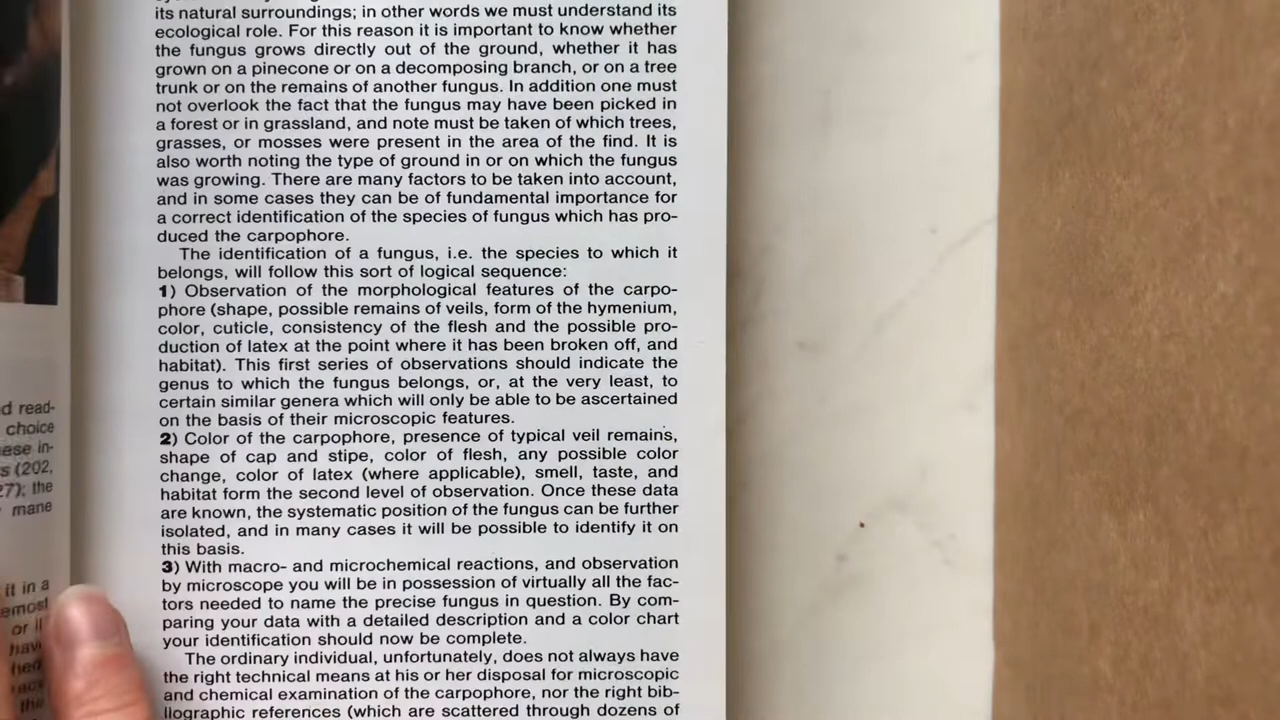 d read-
choice
ese in-
s (202,
27); the
mane
it in a
emost
or il
havi
hed
the
its natural surroundings; in other words we must understand its
ecological role. For this reason it is important to know whether
the fungus grows directly out of the ground, whether it has
grown on a pinecone or on a decomposing branch, or on a tree
trunk or on the remains of another fungus. In addition one must
not overlook the fact that the fungus may have been picked in
a forest or in grassland, and note must be taken of which trees,
grasses, or mosses were present in the area of the find. It is
also worth noting the type of ground in or on which the fungus
was growing. There are many factors to be taken into account,
and in some cases they can be of fundamental importance for
a correct identification of the species of fungus which has pro-
duced the carpophore.
The identification of a fungus, i.e. the species to which it
belongs, will follow this sort of logical sequence:
1) Observation of the morphological features of the carpo-
phore (shape, possible remains of veils, form of the hymenium,
color, cuticle, consistency of the flesh and the possible pro-
duction of latex at the point where it has been broken off, and
habitat). This first series of observations should indicate the
genus to which the fungus belongs, or, at the very least, to
certain similar genera which will only be able to be ascertained
on the basis of their microscopic features.
2) Color of the carpophore, presence of typical veil remains,
shape of cap and stipe, color of flesh, any possible color
change, color of latex (where applicable), smell, taste, and
habitat form the second level of observation. Once these data
are known, the systematic position of the fungus can be further
isolated, and in many cases it will be possible to identify it on
this basis.
3) With macro- and microchemical reactions, and observation
by microscope you will be in possession of virtually all the fac-
tors needed to name the precise fungus in question. By com-
paring your data with a detailed description and a color chart
your identification should now be complete.
The ordinary individual, unfortunately, does not always have
the right technical means at his or her disposal for microscopic
and chemical examination of the carpophore, nor the right bib-
liographic references (which are scattered through dozens of